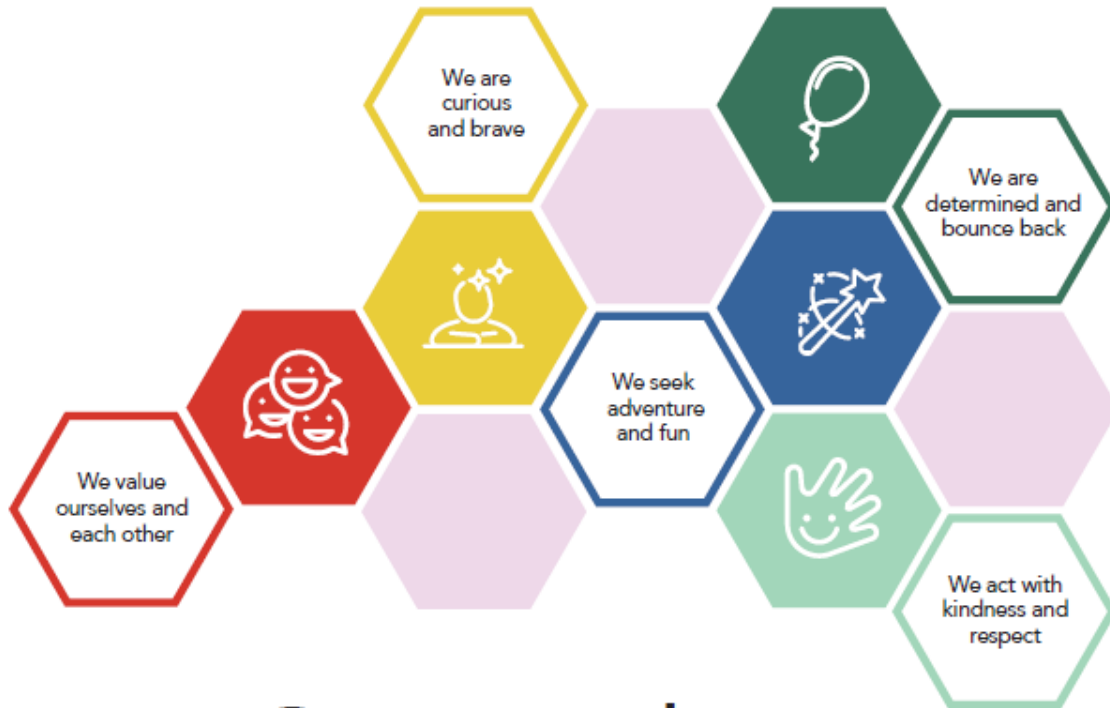 We are
curious
and brave
We are
determined and
bounce back
We seek
adventure
and fun
We value
ourselves and
each other
We act with
kindness and
respect